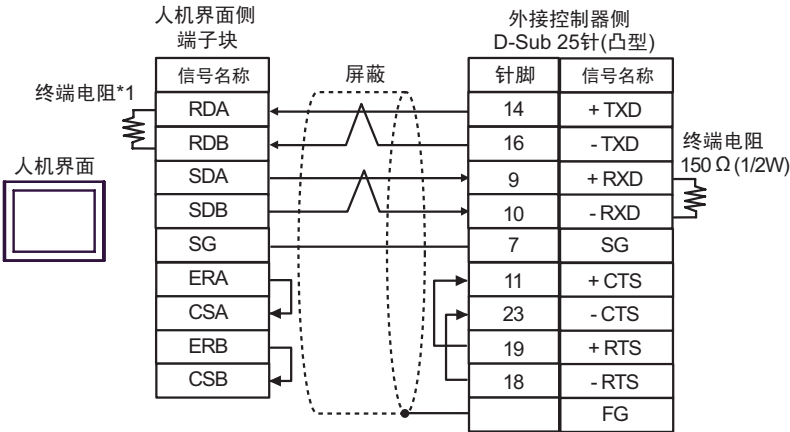 人机界面侧
端子块
外接控制器侧
D-Sub 25针(凸型)
信号名称
屏蔽
针脚 信号名称
终端电阻*1
RDA 14 + TXD
RDB 16 - TXD
终端电阻
150 Ω (1/2W)
人机界面
SDA 9 + RXD
SDB 10 - RXD
SG 7 SG
ERA 11 + CTS
CSA 23 - CTS
ERB 19 + RTS
CSB 18 - RTS
FG